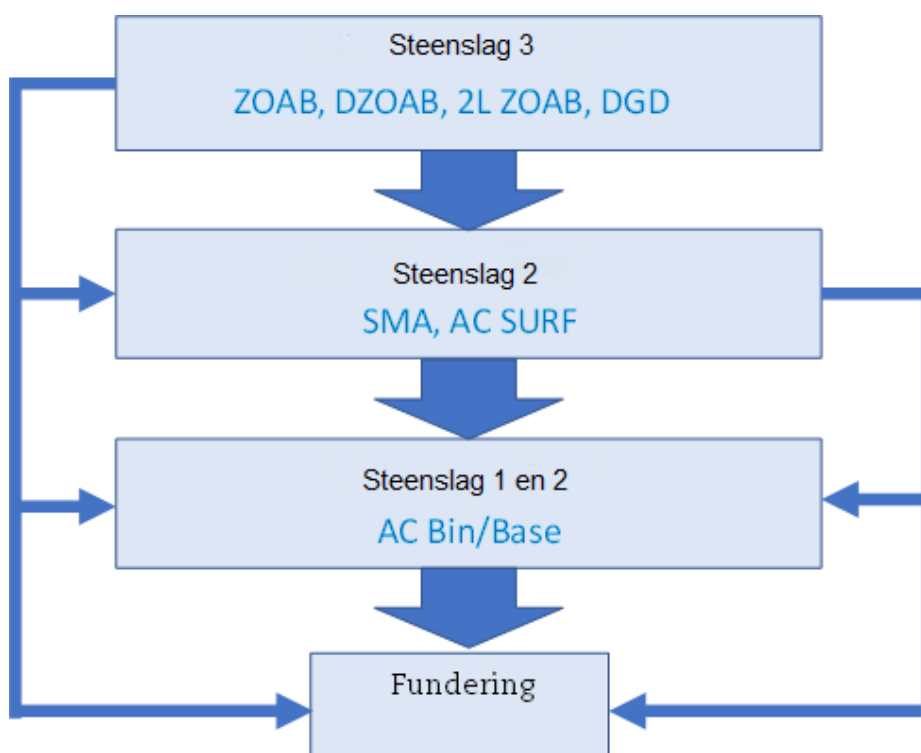 Steenslag 3
ZOAB, DZOAB, 2L ZOAB, DGD
Steenslag 2
SMA, AC SURF
Steenslag 1 en 2
AC Bin/Base
Fundering